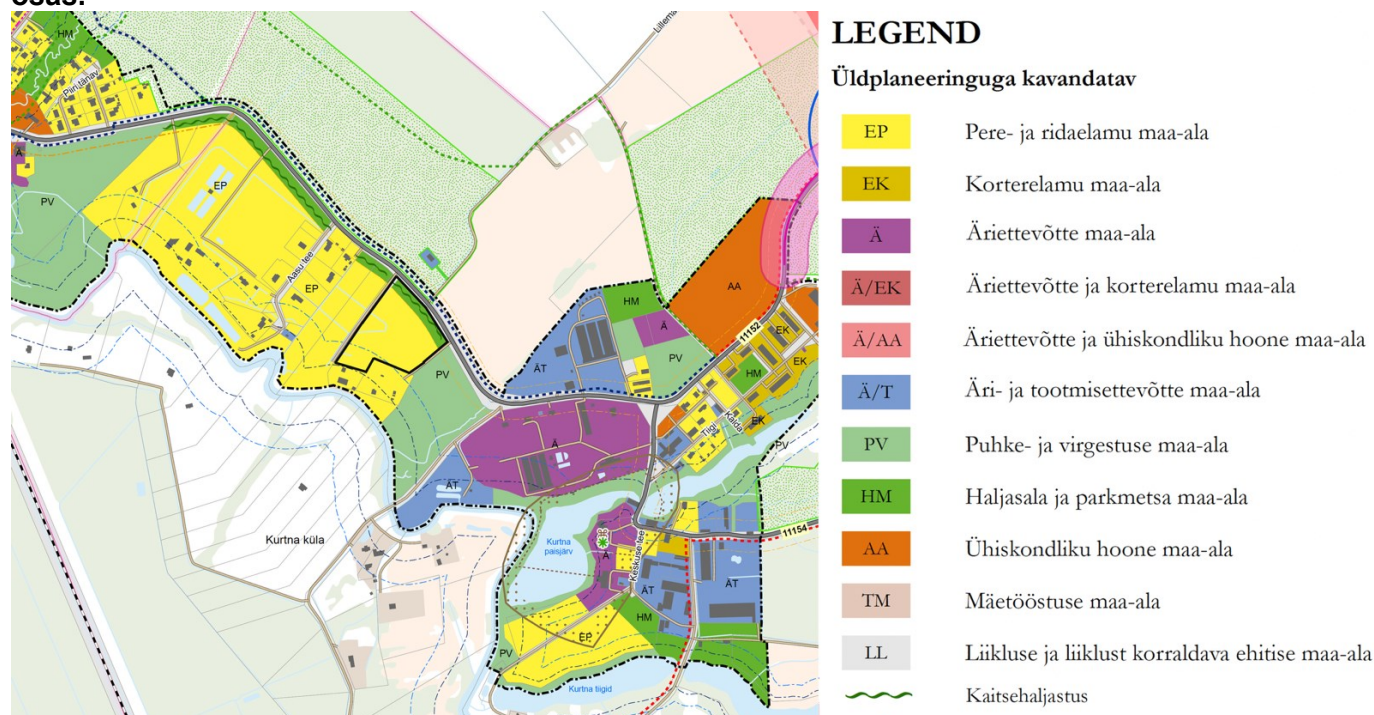 osas.
HM
Piiri tänav
Ä
PV
EP
Aasu tee
EP
PV
Lillemä
HM
Ä
AA
PV
ÄT
11152
EK
EK
HM
EK
Tiigi
Kalda
PV
Ä
ÄT
Kurtna küla
Kurtna
paisjärv
Ä
Keskuse tee
11154
ÄT
ÄT
HM
EP
PV
Kurtna tiigid
LEGEND
Üldplaneeringuga kavandatav
EP Pere- ja ridaelamu maa-ala
EK Korterelamu maa-ala
Ä Äriettevõtte maa-ala
Ä/EK Äriettevõtte ja korterelamu maa-ala
Ä/AA Äriettevõtte ja ühiskondliku hoone maa-ala
Ä/T Äri- ja tootmisettevõtte maa-ala
PV Puhke- ja virgestuse maa-ala
HM Haljasala ja parkmetsa maa-ala
AA Ühiskondliku hoone maa-ala
TM Mäetööstuse maa-ala
LL Liikluse ja liiklust korraldava ehitise maa-ala
Kaitsehaljastus